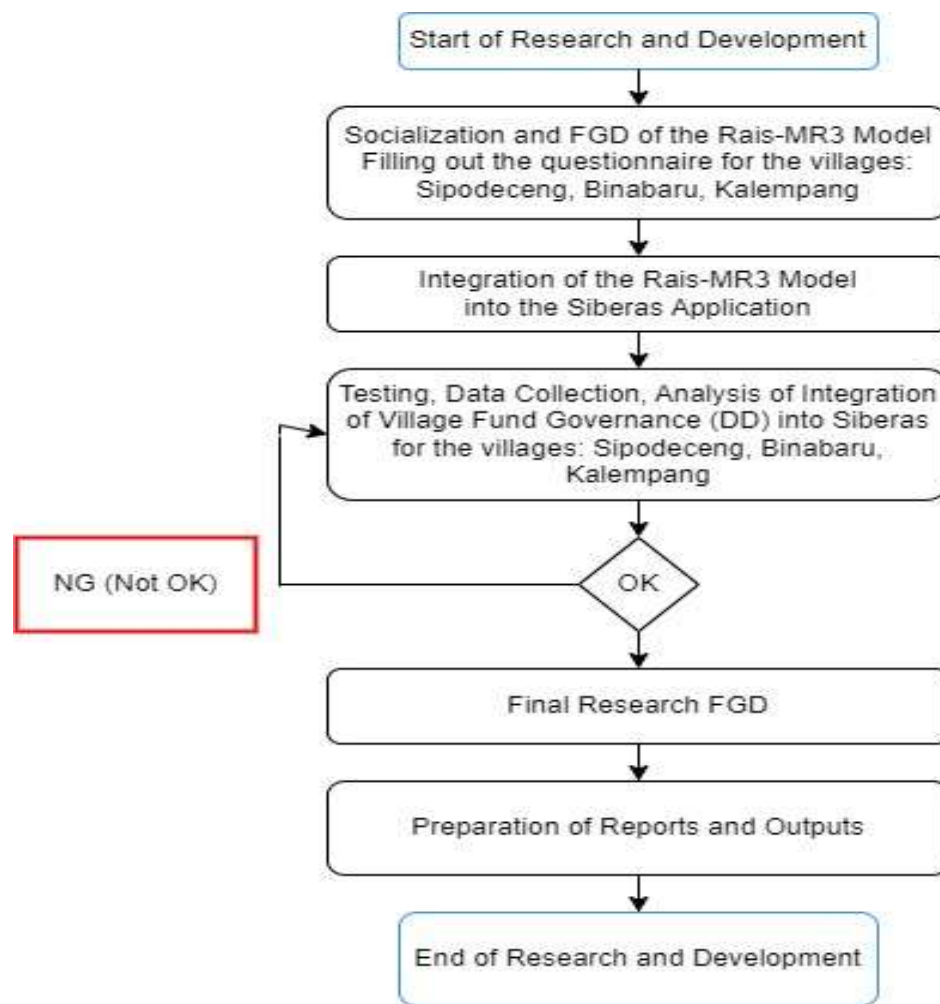 Start of Research and Development
Socialization and FGD of the Rais-MR3 Model
Filling out the questionnaire for the villages:
Sipodeceng, Binabaru, Kalempang
Integration of the Rais-MR3 Model
into the Siberas Application
Testing, Data Collection, Analysis of Integration
of Village Fund Governance (DD) into Siberas
for the villages: Sipodeceng, Binabaru,
Kalempang
NG (Not OK)
OK
Final Research FGD
Preparation of Reports and Outputs
End of Research and Development